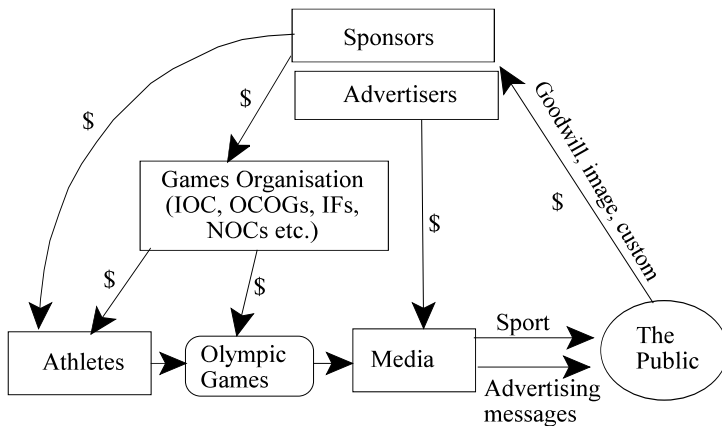 Sponsors
Advertisers
$
$
Goodwill, image, custom
$
Games Organisation
(IOC, OCOGs, IFs,
NOCs etc.)
$
$
$
Athletes
Olympic
Games
Media
Sport
Advertising
messages
The
Public